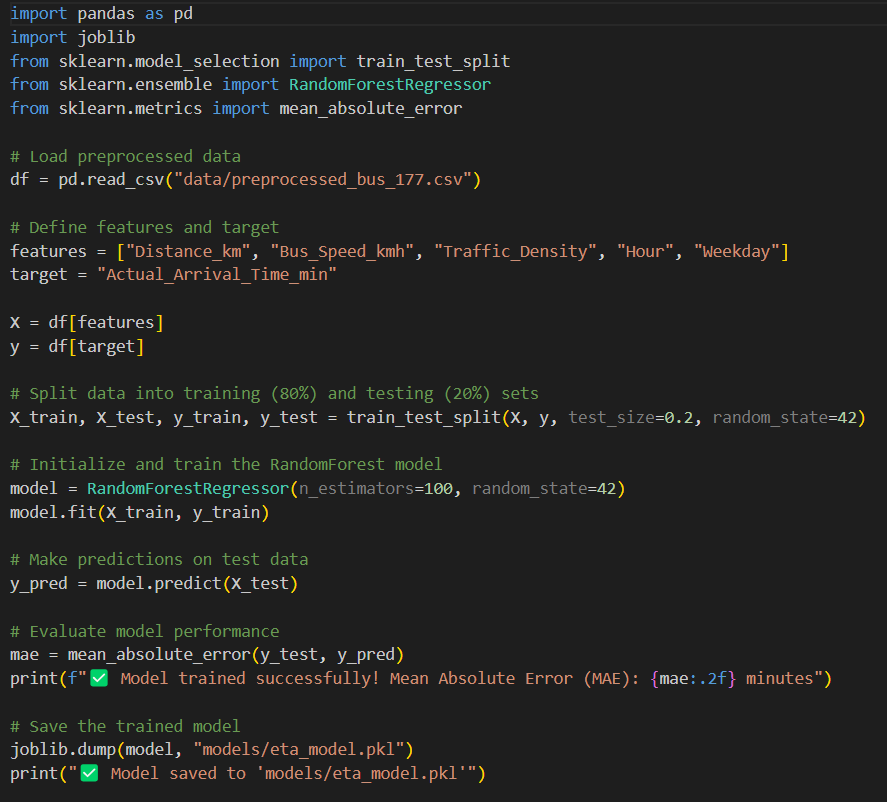 import pandas as pd
import joblib
from sklearn.model_selection import train_test_split
from sklearn.ensemble import RandomForestRegressor
from sklearn.metrics import mean_absolute_error
# Load preprocessed data
df = pd.read_csv("data/preprocessed_bus_177.csv")
# Define features and target
features = ["Distance_km", "Bus_Speed_kmh", "Traffic_Density", "Hour", "Weekday"]
target = "Actual_Arrival_Time_min"
X = df[features]
y = df[target]
# Split data into training (80%) and testing (20%) sets
X_train, X_test, y_train, y_test = train_test_split(X, y, test_size=0.2, random_state=42)
# Initialize and train the RandomForest model
model = RandomForestRegressor(n_estimators=100, random_state=42)
model.fit(X_train, y_train)
# Make predictions on test data
y_pred = model.predict(X_test)
# Evaluate model performance
mae = mean_absolute_error(y_test, y_pred)
print(f"✅ Model trained successfully! Mean Absolute Error (MAE): {mae:.2f} minutes")
# Save the trained model
joblib.dump(model, "models/eta_model.pkl")
print("✅ Model saved to 'models/eta_model.pkl'")